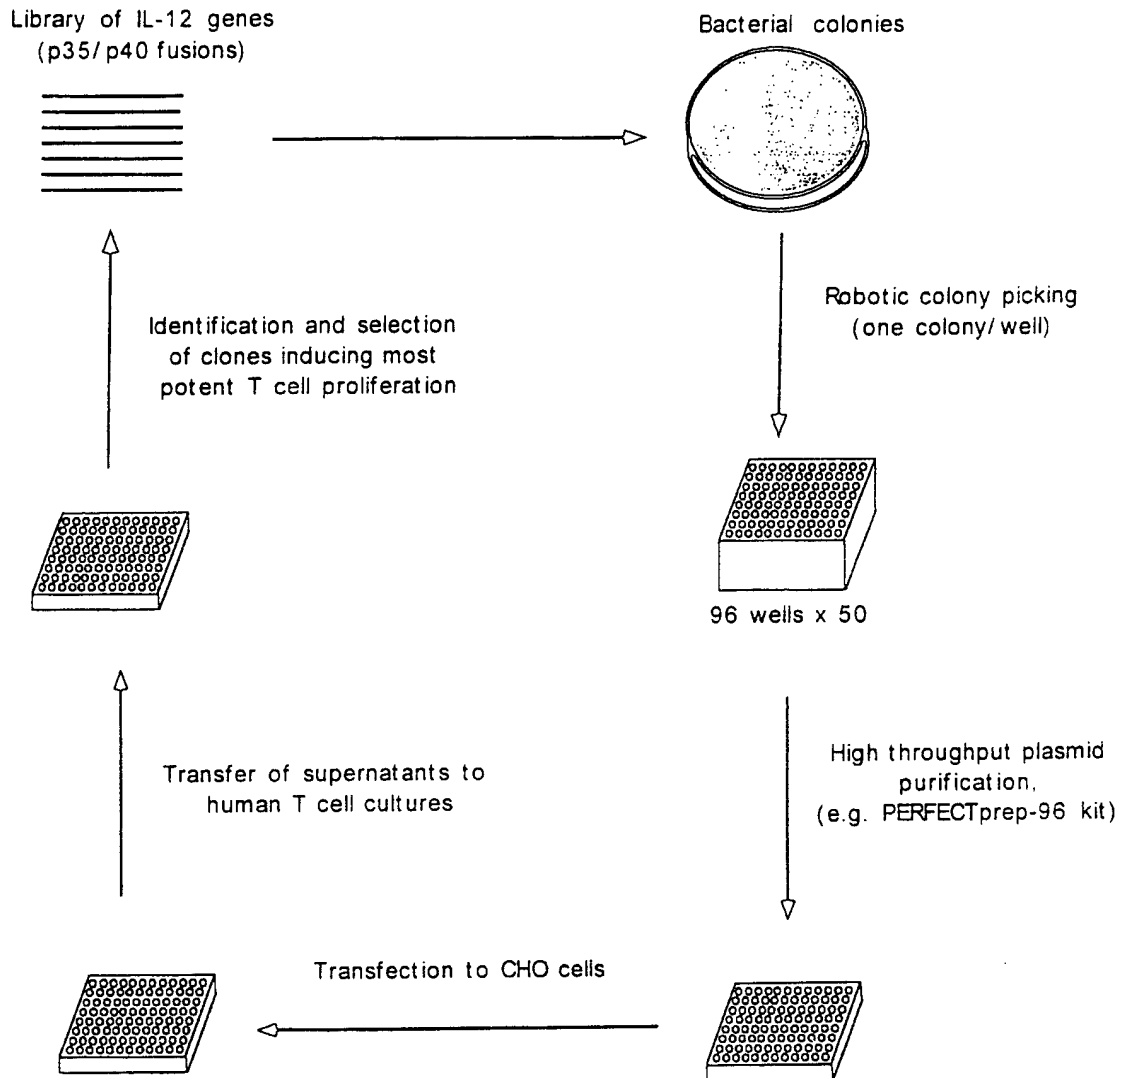 Library of IL-12 genes
(p35/p40 fusions)
Bacterial colonies
Robotic colony picking
(one colony/well)
Identification and selection
of clones inducing most
potent T cell proliferation
96 wells x 50
High throughput plasmid
purification,
(e.g. PERFECTprep-96 kit)
Transfer of supernatants to
human T cell cultures
Transfection to CHO cells